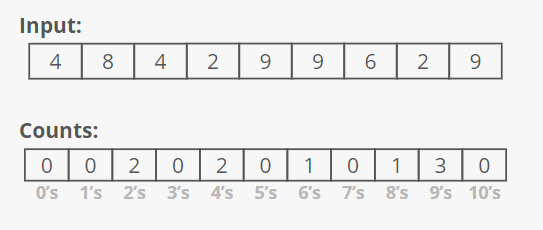 Input:
4 8 4 2 9 9 6 2 9
Counts:
0 0 2 0 2 0 1 0 1 3 0
0's 1's 2's 3's 4's 5's 6's 7's 8's 9's 10's